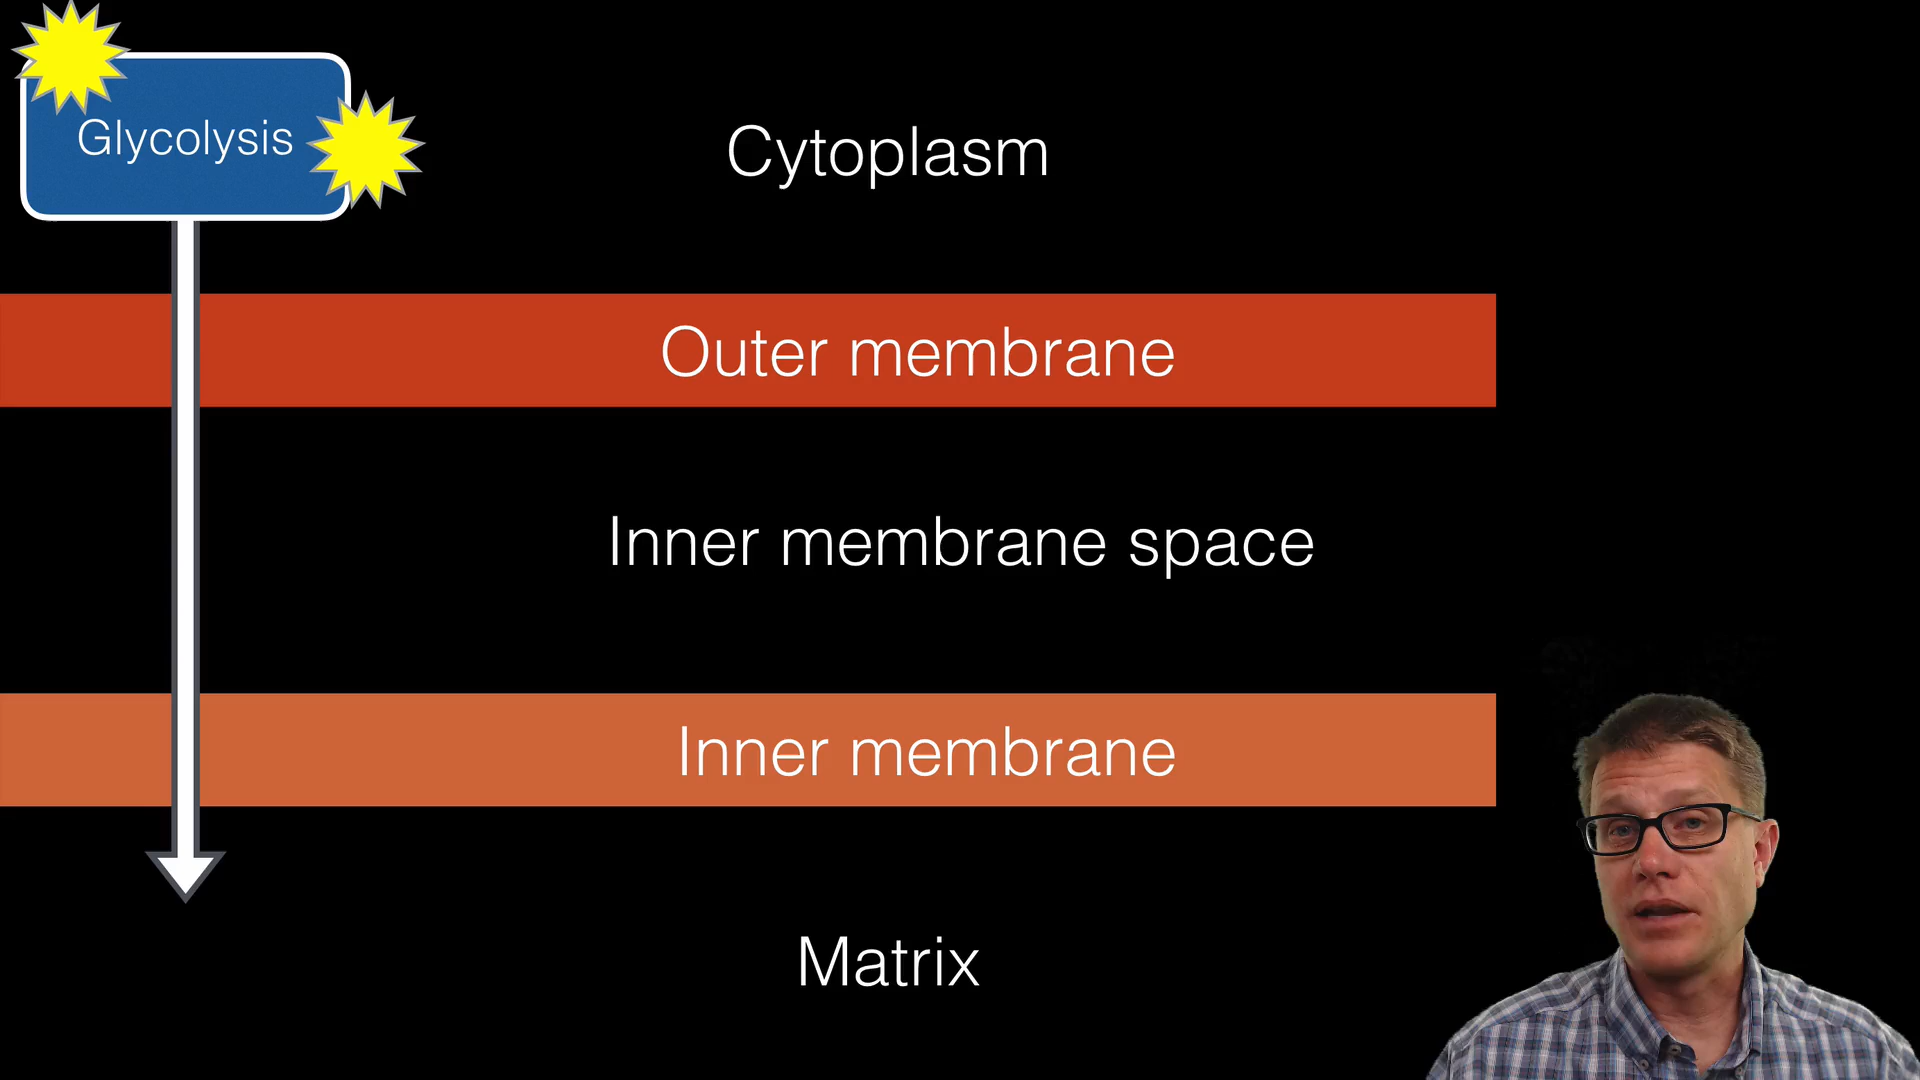 Glycolysis
Cytoplasm
Outer membrane
Inner membrane space
Inner membrane
Matrix